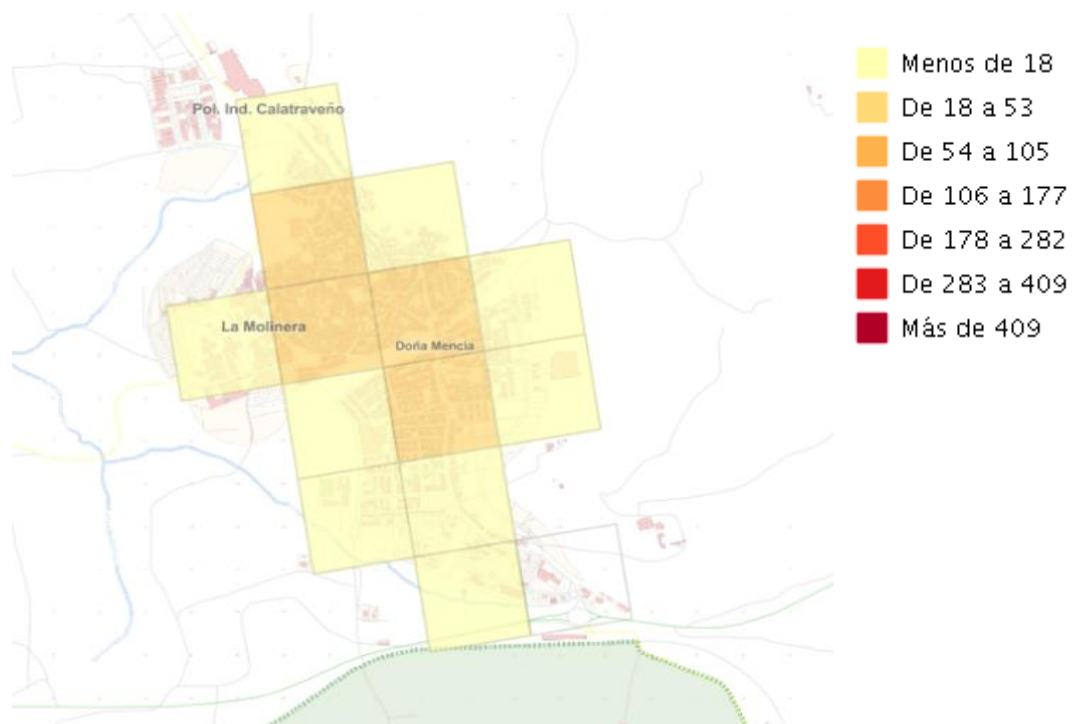 Pol. Ind. Calatraveño
La Molinera
Doña Mencia
Menos de 18
De 18 a 53
De 54 a 105
De 106 a 177
De 178 a 282
De 283 a 409
Más de 409